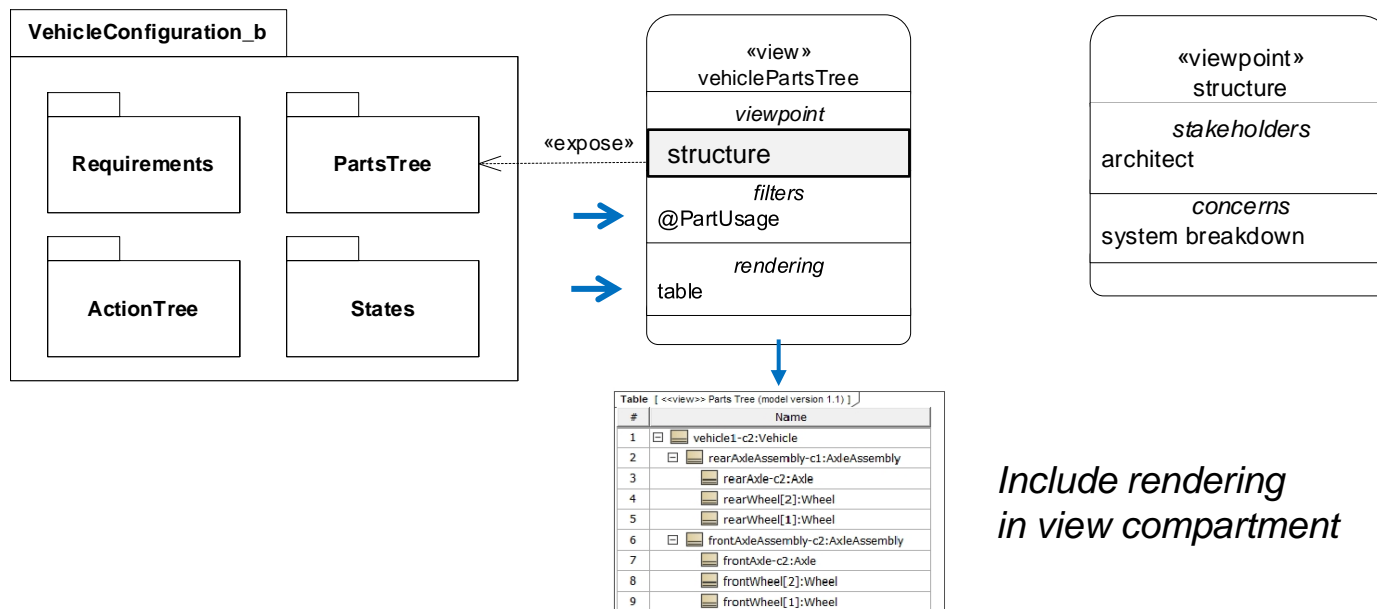 VehicleConfiguration_b
Requirements
PartsTree
ActionTree
States
«expose»
«view»
vehiclePartsTree
viewpoint
structure
filters
@PartUsage
rendering
table
«viewpoint»
structure
stakeholders
architect
concerns
system breakdown
Table [ <<view>> Parts Tree (model version 1.1) ]
# Name
1 vehicle1-c2:Vehicle
2 rearAxleAssembly-c1:AxleAssembly
3 rearAxle-c2:Axle
4 rearWheel[2]:Wheel
5 rearWheel[1]:Wheel
6 frontAxleAssembly-c2:AxleAssembly
7 frontAxle-c2:Axle
8 frontWheel[2]:Wheel
9 frontWheel[1]:Wheel
Include rendering
in view compartment